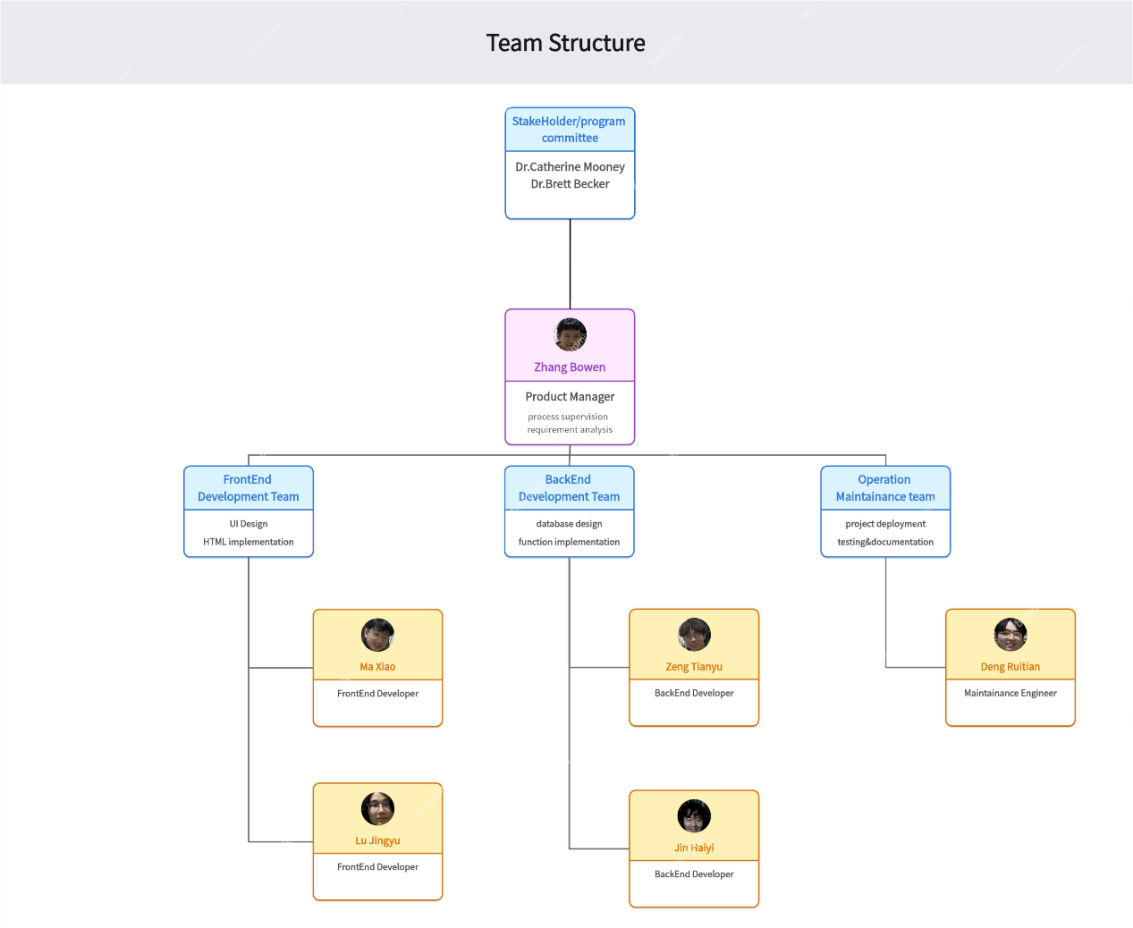 Team Structure
StakeHolder/program
committee
Dr.Catherine Mooney
Dr.Brett Becker
Zhang Bowen
Product Manager
process supervision
requirement analysis
FrontEnd
Development Team
UI Design
HTML implementation
BackEnd
Development Team
database design
function implementation
Operation
Maintainance team
project deployment
testing&documentation
Ma Xiao
FrontEnd Developer
Zeng Tianyu
BackEnd Developer
Deng Ruitian
Maintainance Engineer
Lu Jingyu
FrontEnd Developer
Jin Haiyi
BackEnd Developer